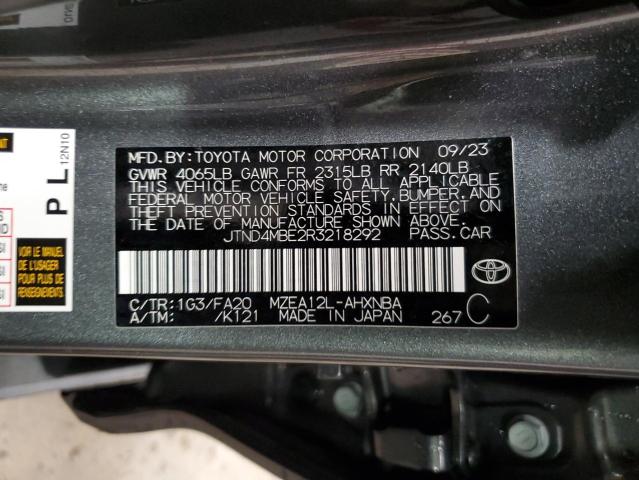 MFD. BY: TOYOTA MOTOR CORPORATION 09/23
GVWR 4065LB GAWR FR 2315LB RR 2140LB
THIS VEHICLE CONFORMS TO ALL APPLICABLE
FEDERAL MOTOR VEHICLE SAFETY, BUMPER, AND
THEFT PREVENTION STANDARDS IN EFFECT ON
THE DATE OF MANUFACTURE SHOWN ABOVE.
JTND4MBE2R3218292 PASS. CAR
C/TR: 1G3/FA20 MZEA12L-AHXNBA
A/TM: /K121 MADE IN JAPAN 267 C
PL
12N10
VOIR LE MANUEL
DE L'USAGER
POUR PLUS DE
RENSEIGNEMENTS